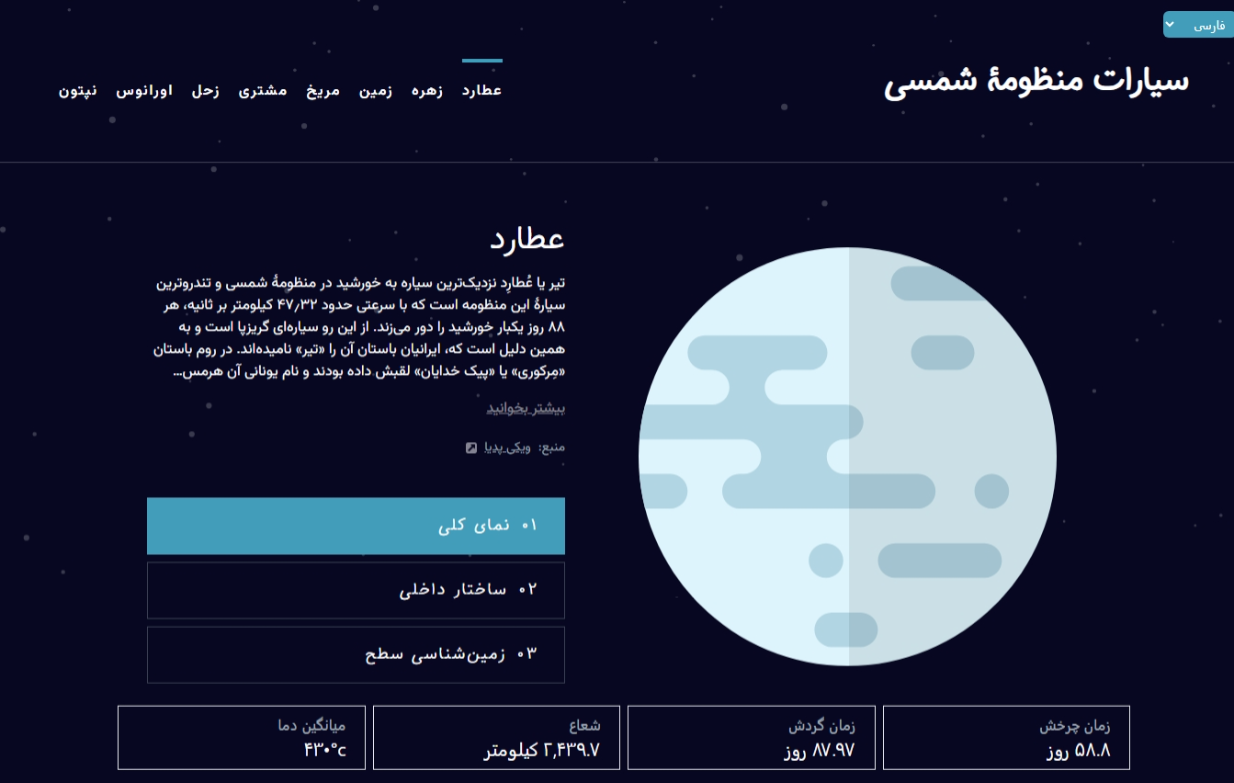 فارسی
سیارات منظومهٔ شمسی
عطارد زهره زمین مریخ مشتری زحل اورانوس نپتون
عطارد
تیر یا عُطارِد نزدیک‌ترین سیاره به خورشید در منظومهٔ شمسی و تندروترین
سیارهٔ این منظومه است که با سرعتی حدود ۴۷٫۳۲ کیلومتر بر ثانیه، هر
۸۸ روز یکبار خورشید را دور می‌زند. از این رو سیاره‌ای گریزپا است و به
همین دلیل است که، ایرانیان باستان آن را «تیر» نامیده‌اند. در روم باستان
«مِرکوری» یا «پیک خدایان» لقبش داده بودند و نام یونانی آن هرمس...
بیشتر بخوانید
منبع: ویکی‌پدیا
۰۱ نمای کلی
۰۲ ساختار داخلی
۰۳ زمین‌شناسی سطح
زمان چرخش
۵۸.۸ روز
زمان گردش
۸۷.۹۷ روز
شعاع
۲,۴۳۹.۷ کیلومتر
میانگین دما
۴۳۰°c